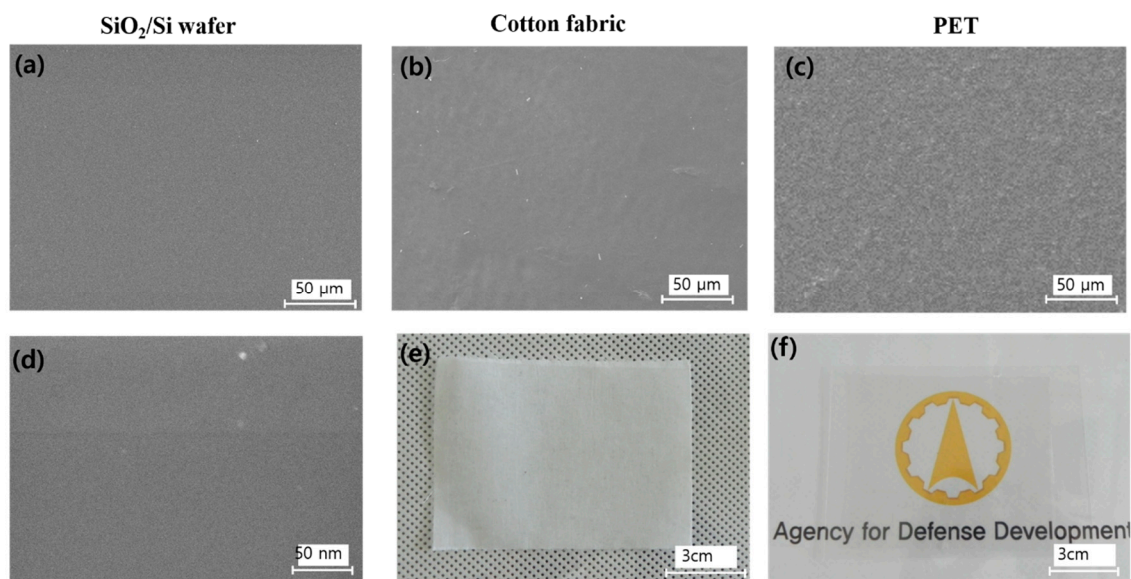 SiO₂/Si wafer
Cotton fabric
PET
(a)
(b)
(c)
50 μm
50 μm
50 μm
(d)
(e)
(f)
Agency for Defense Development
50 nm
3cm
3cm